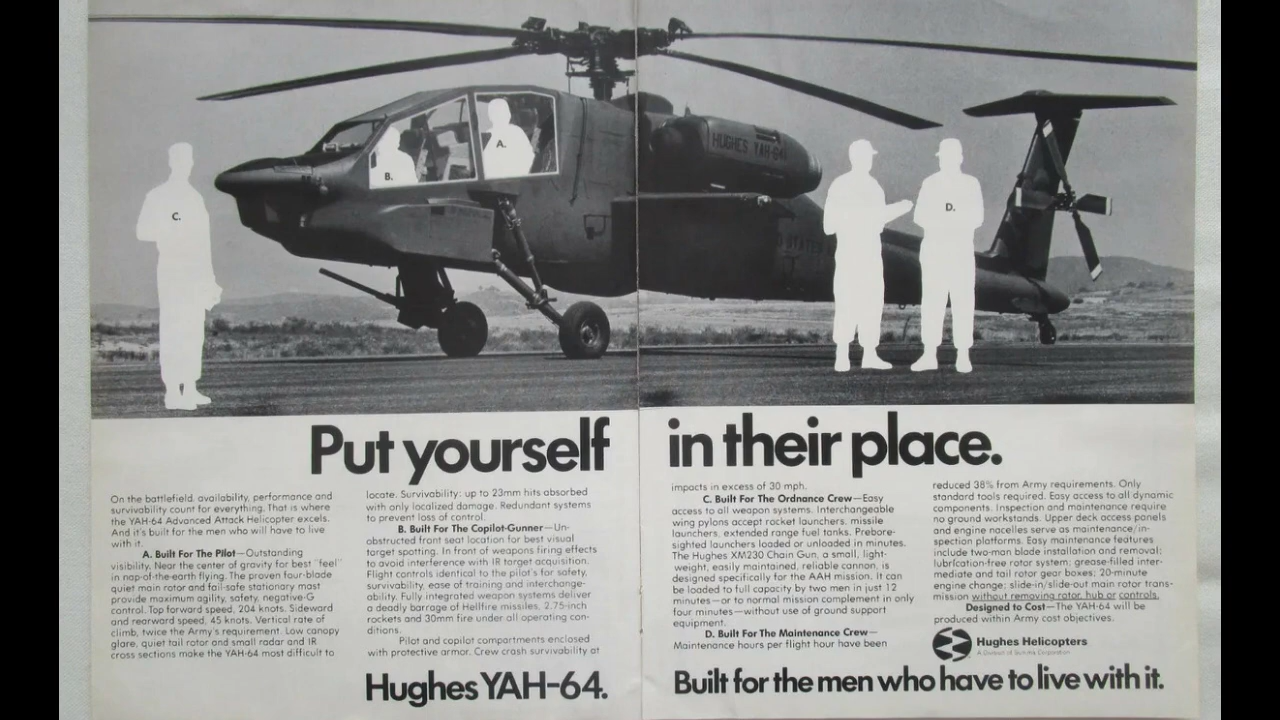 HUGHES YAH-64
A.
B.
C.
D.
Put yourself in their place.
On the battlefield, availability, performance and
survivability count for everything. That is where
the YAH-64 Advanced Attack Helicopter excels.
And it's built for the men who will have to live
with it.
A. Built For The Pilot—Outstanding
visibility. Near the center of gravity for best "feel"
in nap-of-the-earth flying. The proven four-blade
quiet main rotor and fail-safe stationary mast
provide maximum agility, safety, negative-G
control. Top forward speed, 204 knots. Sideward
and rearward speed, 45 knots. Vertical rate of
climb, twice the Army's requirement. Low canopy
glare, quiet tail rotor and small radar and IR
cross sections make the YAH-64 most difficult to
locate. Survivability: up to 23mm hits absorbed
with only localized damage. Redundant systems
to prevent loss of control.
B. Built For The Copilot-Gunner—Un-
obstructed front seat location for best visual
target spotting. In front of weapons firing effects
to avoid interference with IR target acquisition.
Flight controls identical to the pilot's for safety,
survivability, ease of training and interchange-
ability. Fully integrated weapons systems deliver
a deadly barrage of Hellfire missiles, 2.75-inch
rockets and 30mm fire under all operating con-
ditions.
Pilot and copilot compartments enclosed
with protective armor. Crew crash survivability at
impacts in excess of 30 mph.
C. Built For The Ordnance Crew—Easy
access to all weapon systems. Interchangeable
wing pylons accept rocket launchers, missile
launchers, extended range fuel tanks. Prebore-
sighted launchers loaded or unloaded in minutes.
The Hughes XM230 Chain Gun, a small, light-
weight, easily maintained, reliable cannon, is
designed specifically for the AAH mission. It can
be loaded to full capacity by two men in just 12
minutes—or to normal mission complement in only
four minutes—without use of ground support
equipment.
D. Built For The Maintenance Crew—
Maintenance hours per flight hour have been
reduced 38% from Army requirements. Only
standard tools required. Easy access to all dynamic
components. Inspection and maintenance require
no ground workstands. Upper deck access panels
and engine nacelles serve as maintenance/in-
spection platforms. Easy maintenance features
include two-man blade installation and removal;
lubrication-free rotor system; grease-filled inter-
mediate and tail rotor gear boxes; 20-minute
engine change; slide-in/slide-out main rotor trans-
mission without removing rotor, hub or controls.
Designed to Cost—The YAH-64 will be
produced within Army cost objectives.
Hughes Helicopters
A Division of Summa Corporation
Hughes YAH-64. Built for the men who have to live with it.